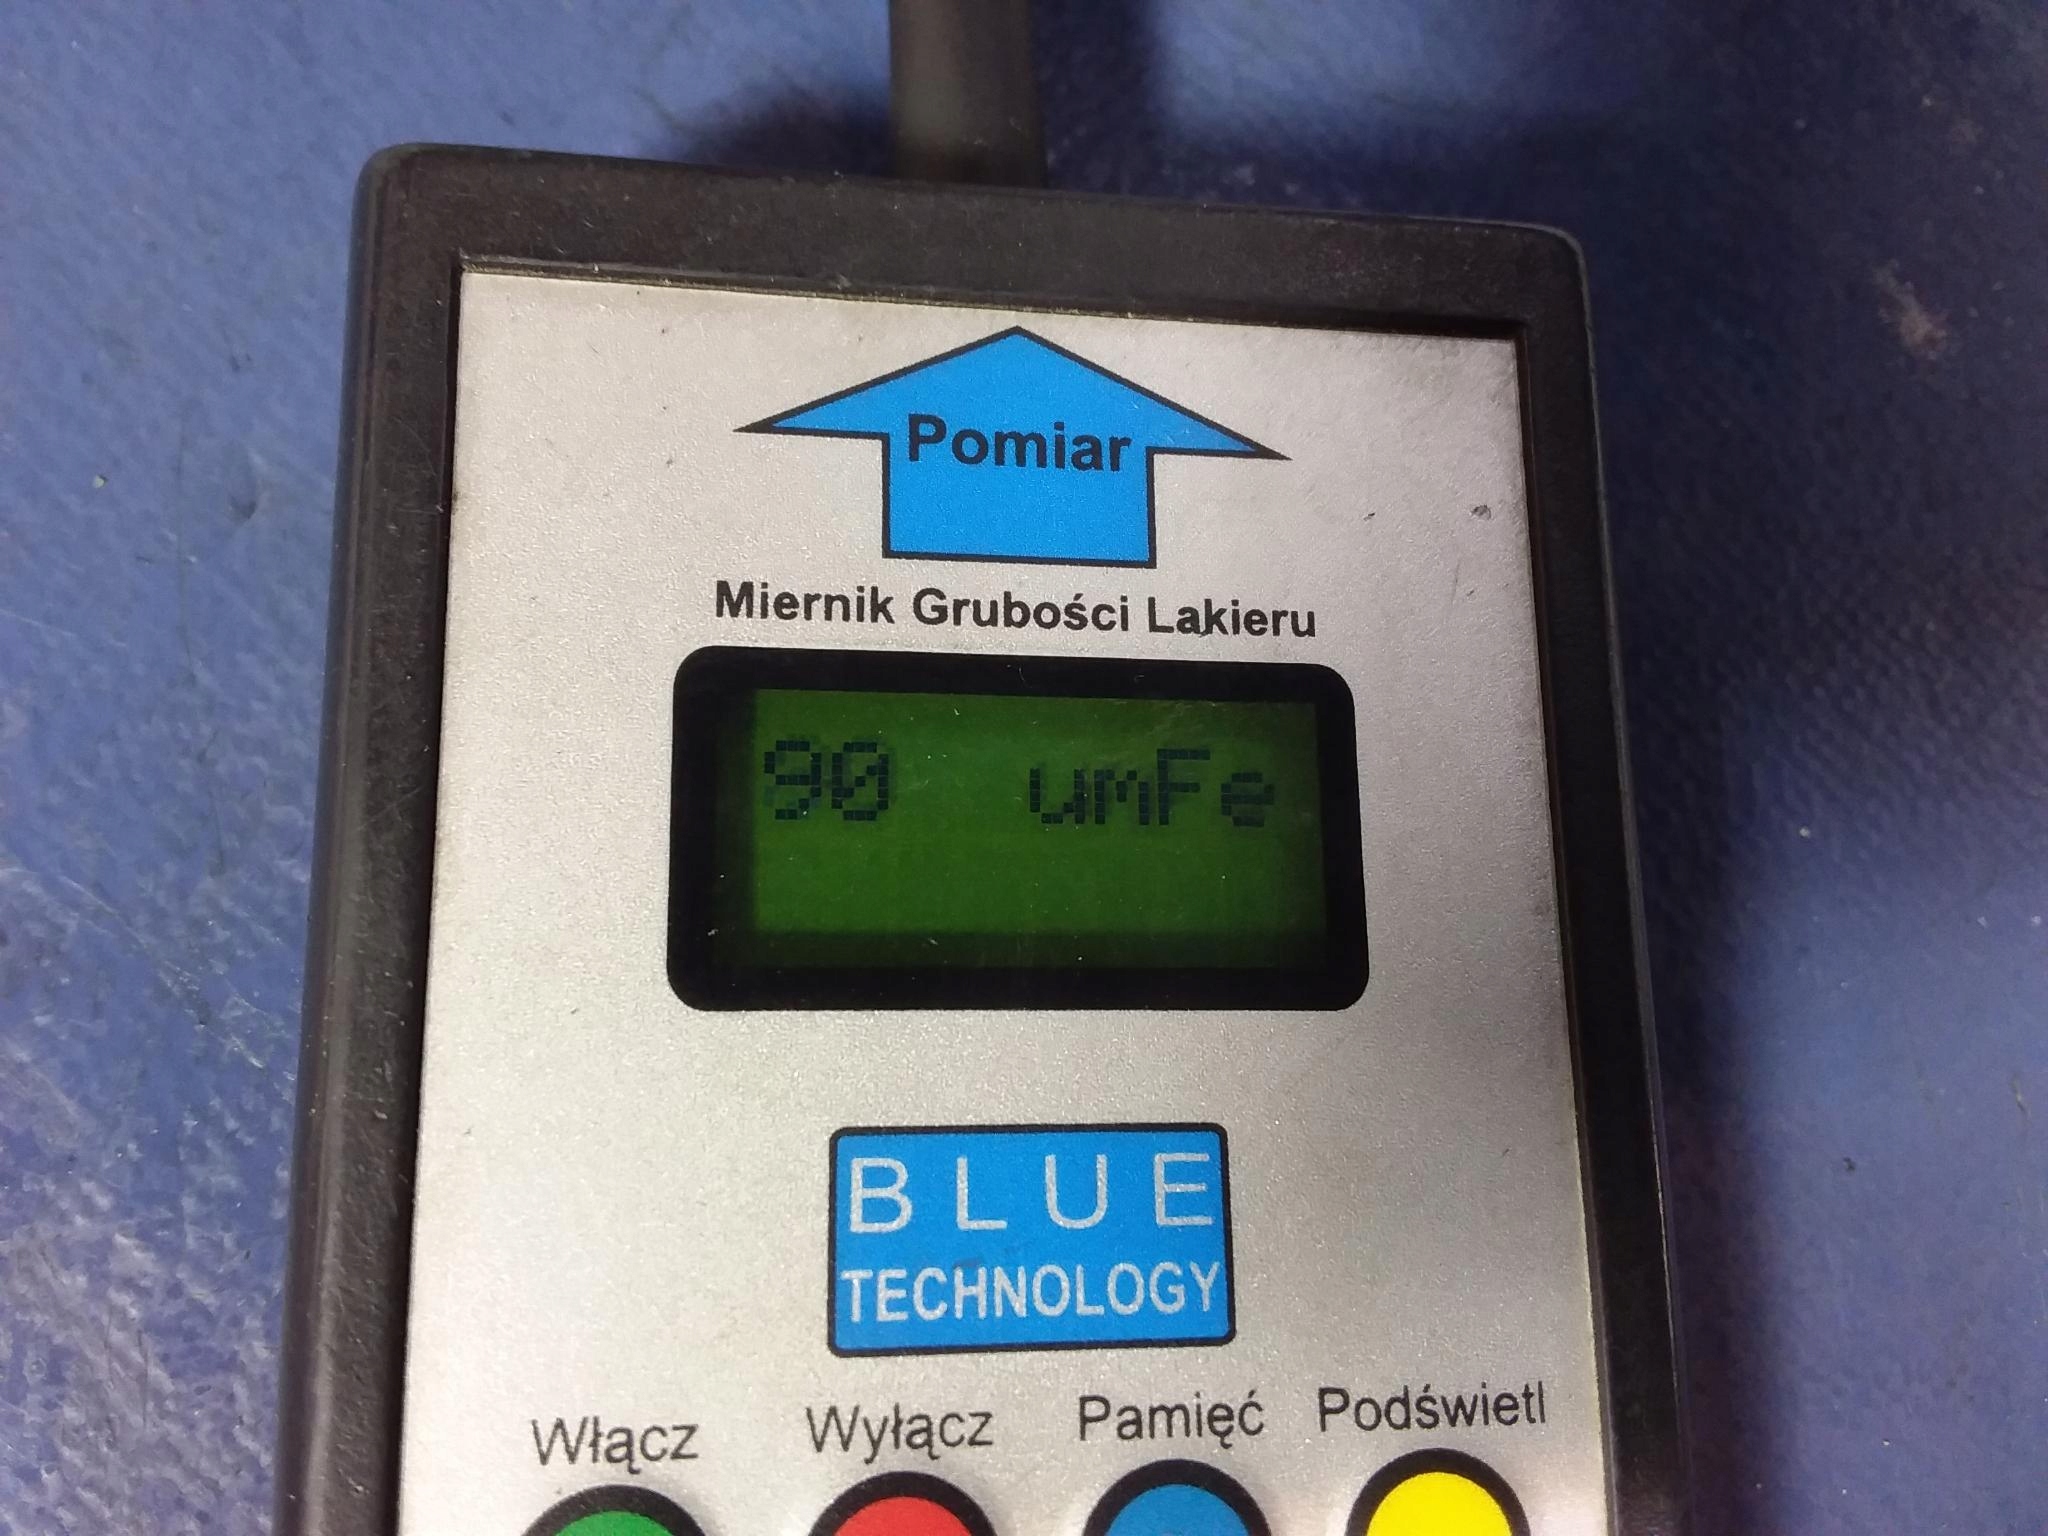 Pomiar
Miernik Grubości Lakieru
90 umFe
BLUE
TECHNOLOGY
Włącz Wyłącz Pamięć Podświetl